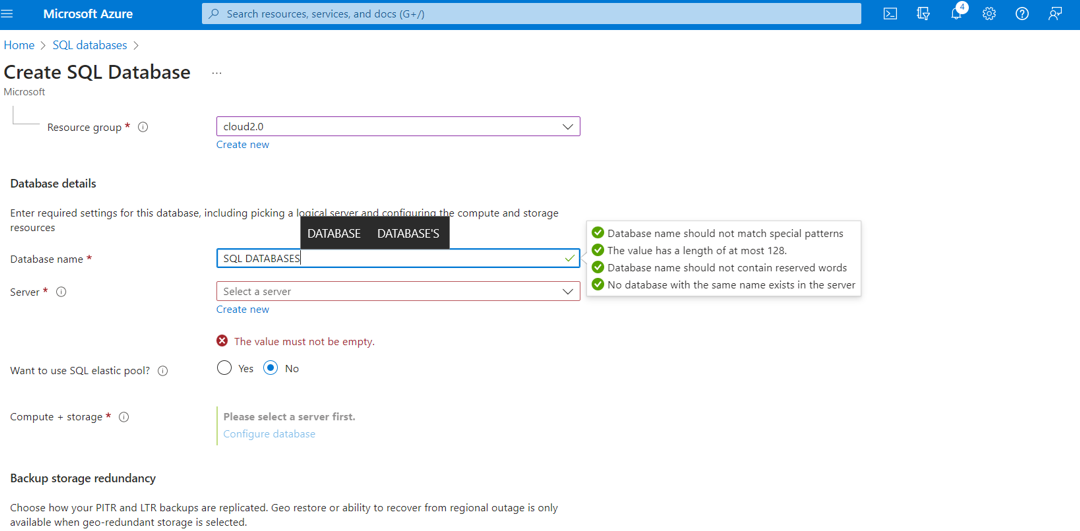 Microsoft Azure
Search resources, services, and docs (G+/)
4
Home > SQL databases >
Create SQL Database ...
Microsoft
Resource group *
cloud2.0
Create new
Database details
Enter required settings for this database, including picking a logical server and configuring the compute and storage
resources
DATABASE DATABASE'S
Database name *
SQL DATABASES
Database name should not match special patterns
The value has a length of at most 128.
Database name should not contain reserved words
No database with the same name exists in the server
Server *
Select a server
Create new
The value must not be empty.
Want to use SQL elastic pool?
Yes No
Compute + storage *
Please select a server first.
Configure database
Backup storage redundancy
Choose how your PITR and LTR backups are replicated. Geo restore or ability to recover from regional outage is only
available when geo-redundant storage is selected.